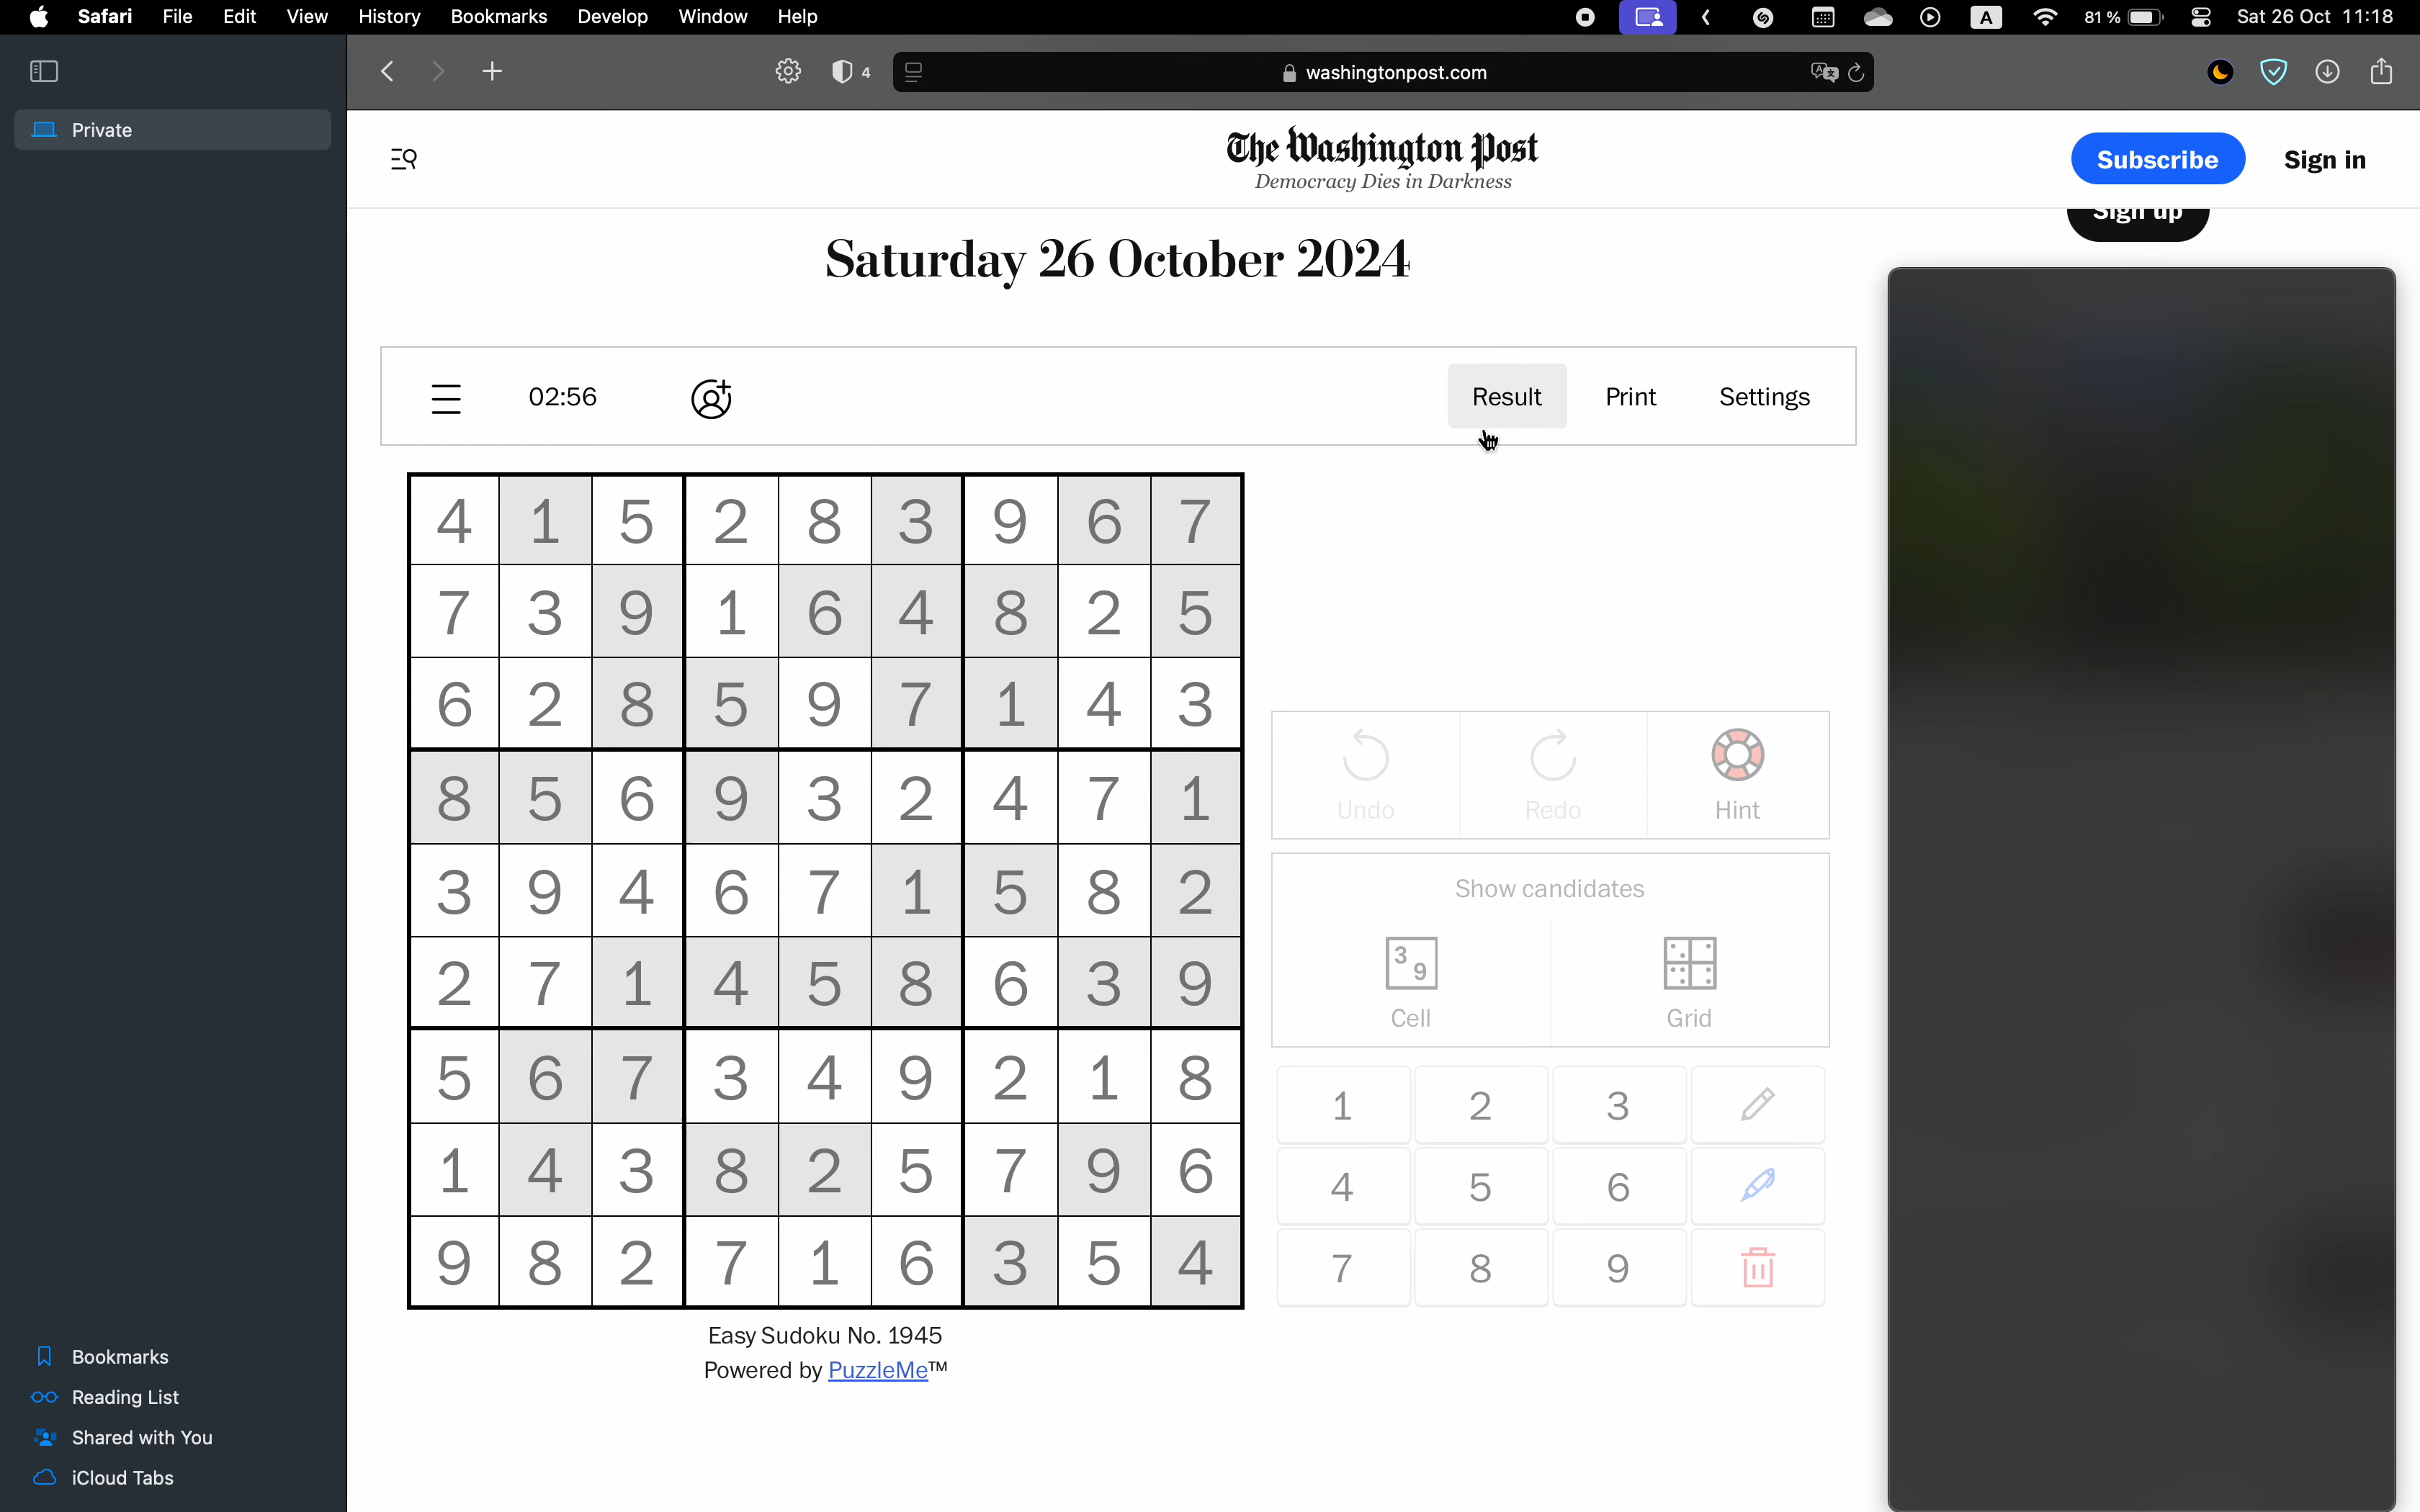 Safari File Edit View History Bookmarks Develop Window Help A 81 % Sat 26 Oct 11:18
4 washingtonpost.com
Private
The Washington Post
Democracy Dies in Darkness
Subscribe Sign in
Sign up
Saturday 26 October 2024
02:56 Result Print Settings
4 1 5 2 8 3 9 6 7
7 3 9 1 6 4 8 2 5
6 2 8 5 9 7 1 4 3
8 5 6 9 3 2 4 7 1
3 9 4 6 7 1 5 8 2
2 7 1 4 5 8 6 3 9
5 6 7 3 4 9 2 1 8
1 4 3 8 2 5 7 9 6
9 8 2 7 1 6 3 5 4
Easy Sudoku No. 1945
Powered by PuzzleMe™
Undo Redo Hint
Show candidates
3 9
Cell Grid
1 2 3
4 5 6
7 8 9
Bookmarks
Reading List
Shared with You
iCloud Tabs